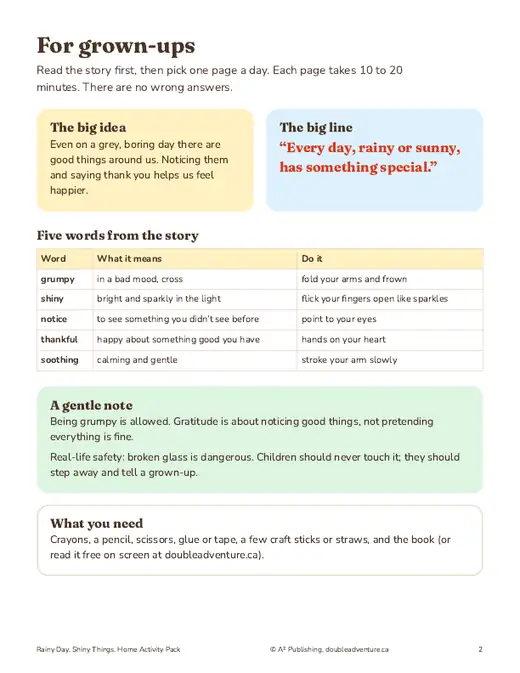 For grown-ups
Read the story first, then pick one page a day. Each page takes 10 to 20
minutes. There are no wrong answers.
The big idea
Even on a grey, boring day there are
good things around us. Noticing them
and saying thank you helps us feel
happier.
The big line
“Every day, rainy or sunny,
has something special.”
Five words from the story
Word What it means Do it
grumpy in a bad mood, cross fold your arms and frown
shiny bright and sparkly in the light flick your fingers open like sparkles
notice to see something you didn’t see before point to your eyes
thankful happy about something good you have hands on your heart
soothing calming and gentle stroke your arm slowly
A gentle note
Being grumpy is allowed. Gratitude is about noticing good things, not pretending
everything is fine.
Real-life safety: broken glass is dangerous. Children should never touch it; they should
step away and tell a grown-up.
What you need
Crayons, a pencil, scissors, glue or tape, a few craft sticks or straws, and the book (or
read it free on screen at doubleadventure.ca).
Rainy Day, Shiny Things. Home Activity Pack © A² Publishing, doubleadventure.ca 2